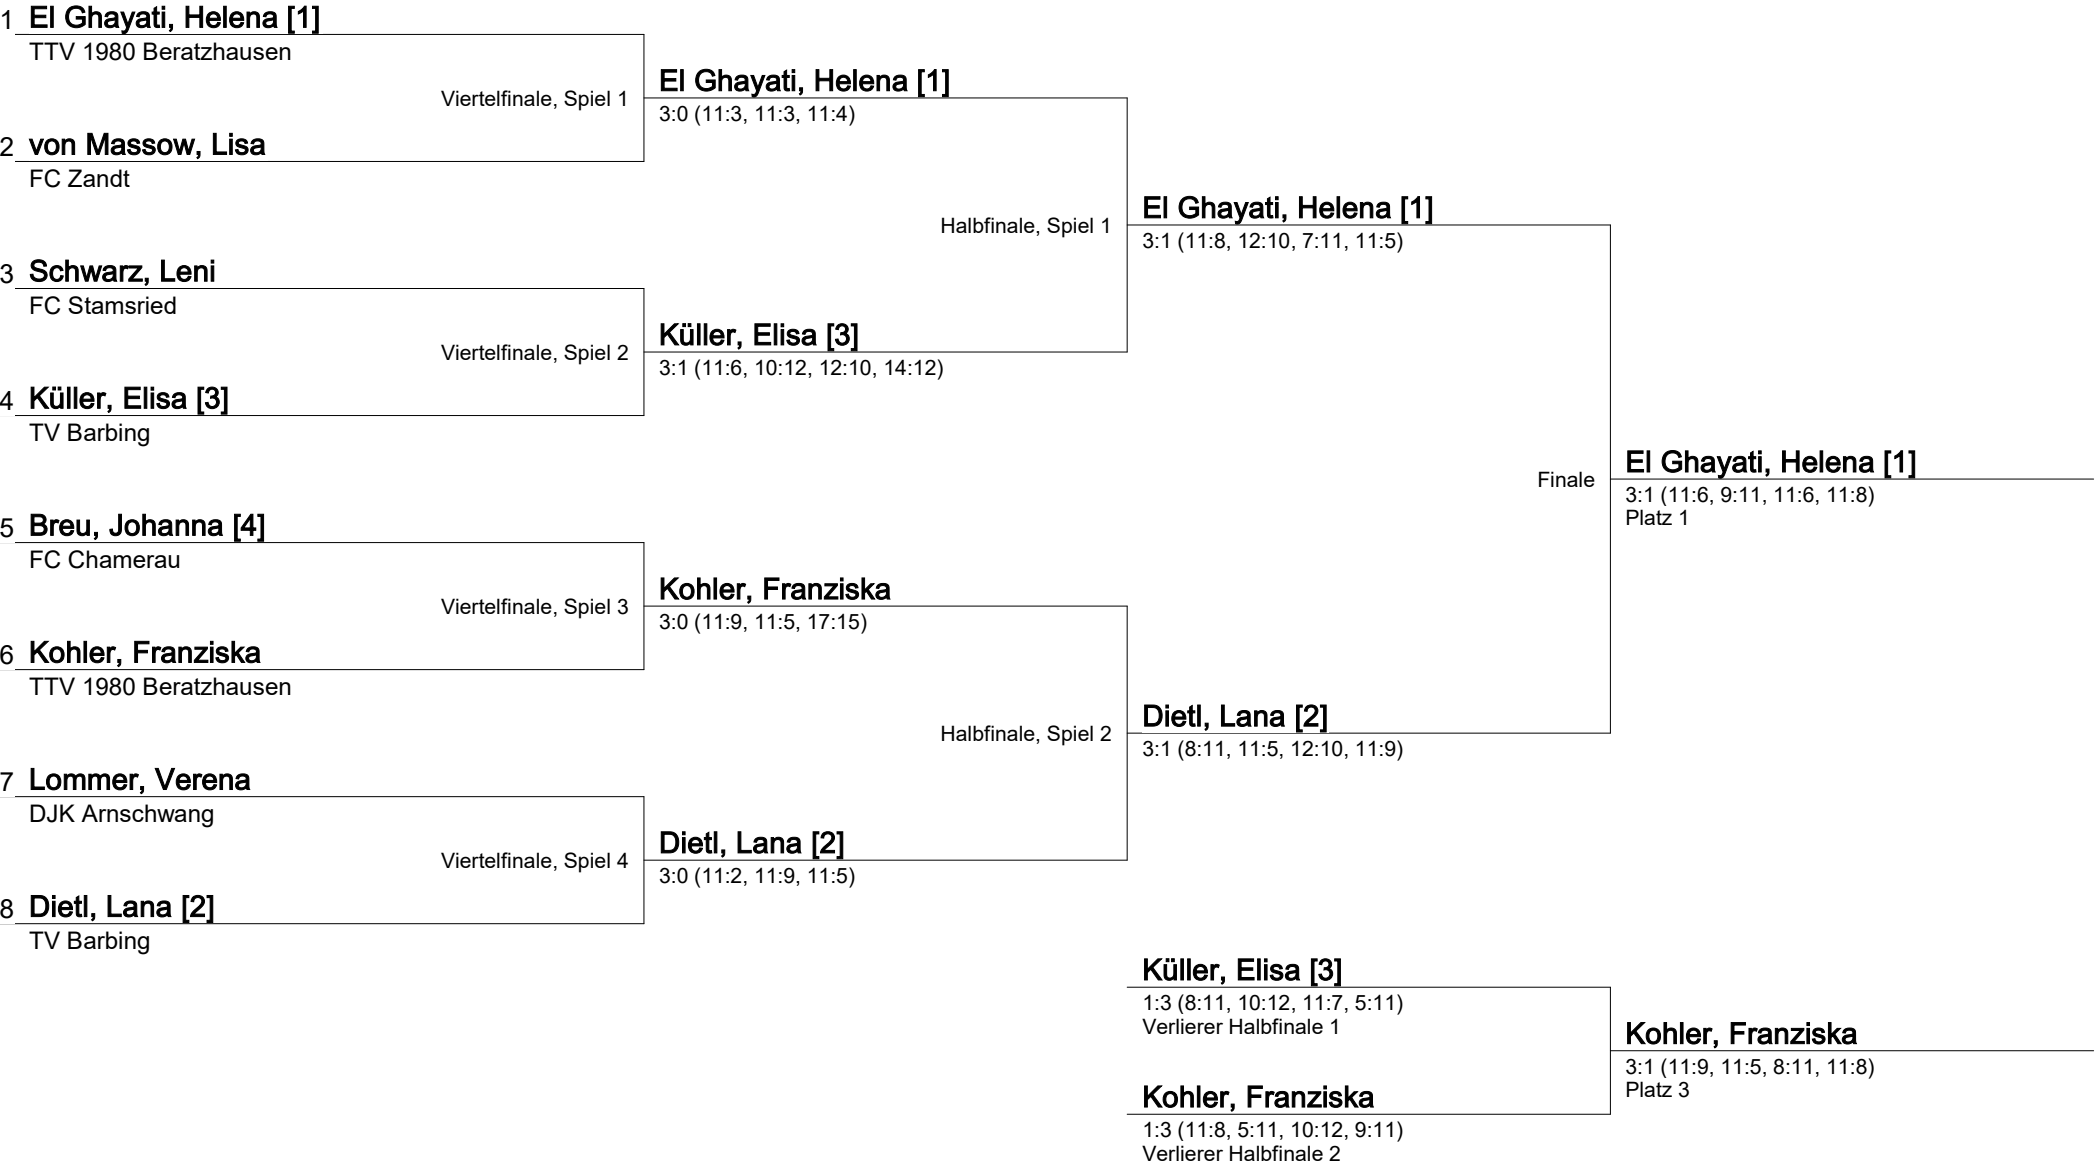 1 El Ghayati, Helena [1]
TTV 1980 Beratzhausen
Viertelfinale, Spiel 1
2 von Massow, Lisa
FC Zandt
3 Schwarz, Leni
FC Stamsried
Viertelfinale, Spiel 2
4 Küller, Elisa [3]
TV Barbing
5 Breu, Johanna [4]
FC Chamerau
Viertelfinale, Spiel 3
6 Kohler, Franziska
TTV 1980 Beratzhausen
7 Lommer, Verena
DJK Arnschwang
Viertelfinale, Spiel 4
8 Dietl, Lana [2]
TV Barbing
El Ghayati, Helena [1]
3:0 (11:3, 11:3, 11:4)
Halbfinale, Spiel 1
Küller, Elisa [3]
3:1 (11:6, 10:12, 12:10, 14:12)
Kohler, Franziska
3:0 (11:9, 11:5, 17:15)
Halbfinale, Spiel 2
Dietl, Lana [2]
3:0 (11:2, 11:9, 11:5)
El Ghayati, Helena [1]
3:1 (11:8, 12:10, 7:11, 11:5)
Finale
Dietl, Lana [2]
3:1 (8:11, 11:5, 12:10, 11:9)
El Ghayati, Helena [1]
3:1 (11:6, 9:11, 11:6, 11:8)
Platz 1
Küller, Elisa [3]
1:3 (8:11, 10:12, 11:7, 5:11)
Verlierer Halbfinale 1
Kohler, Franziska
1:3 (11:8, 5:11, 10:12, 9:11)
Verlierer Halbfinale 2
Kohler, Franziska
3:1 (11:9, 11:5, 8:11, 11:8)
Platz 3